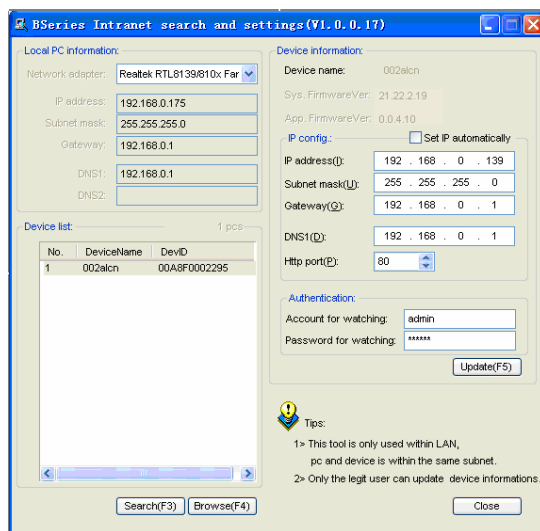 BSeries Intranet search and settings(V1.0.0.17)
Local PC information:
Network adapter: Realtek RTL8139/810x Far
IP address: 192.168.0.175
Subnet mask: 255.255.255.0
Gateway: 192.168.0.1
DNS1: 192.168.0.1
DNS2:
Device list: 1 pcs
No. DeviceName DevID
1 002alcn 00A8F0002295
Search(F3) Browse(F4)
Device information:
Device name: 002alcn
Sys. FirmwareVer: 21.22.2.19
App. FirmwareVer: 0.0.4.10
IP config.: Set IP automatically
IP address(I): 192 . 168 . 0 . 139
Subnet mask(U): 255 . 255 . 255 . 0
Gateway(G): 192 . 168 . 0 . 1
DNS1(D): 192 . 168 . 0 . 1
Http port(P): 80
Authentication:
Account for watching: admin
Password for watching: ******
Update(F5)
Tips:
1> This tool is only used within LAN,
pc and device is within the same subnet.
2> Only the legit user can update device informations.
Close